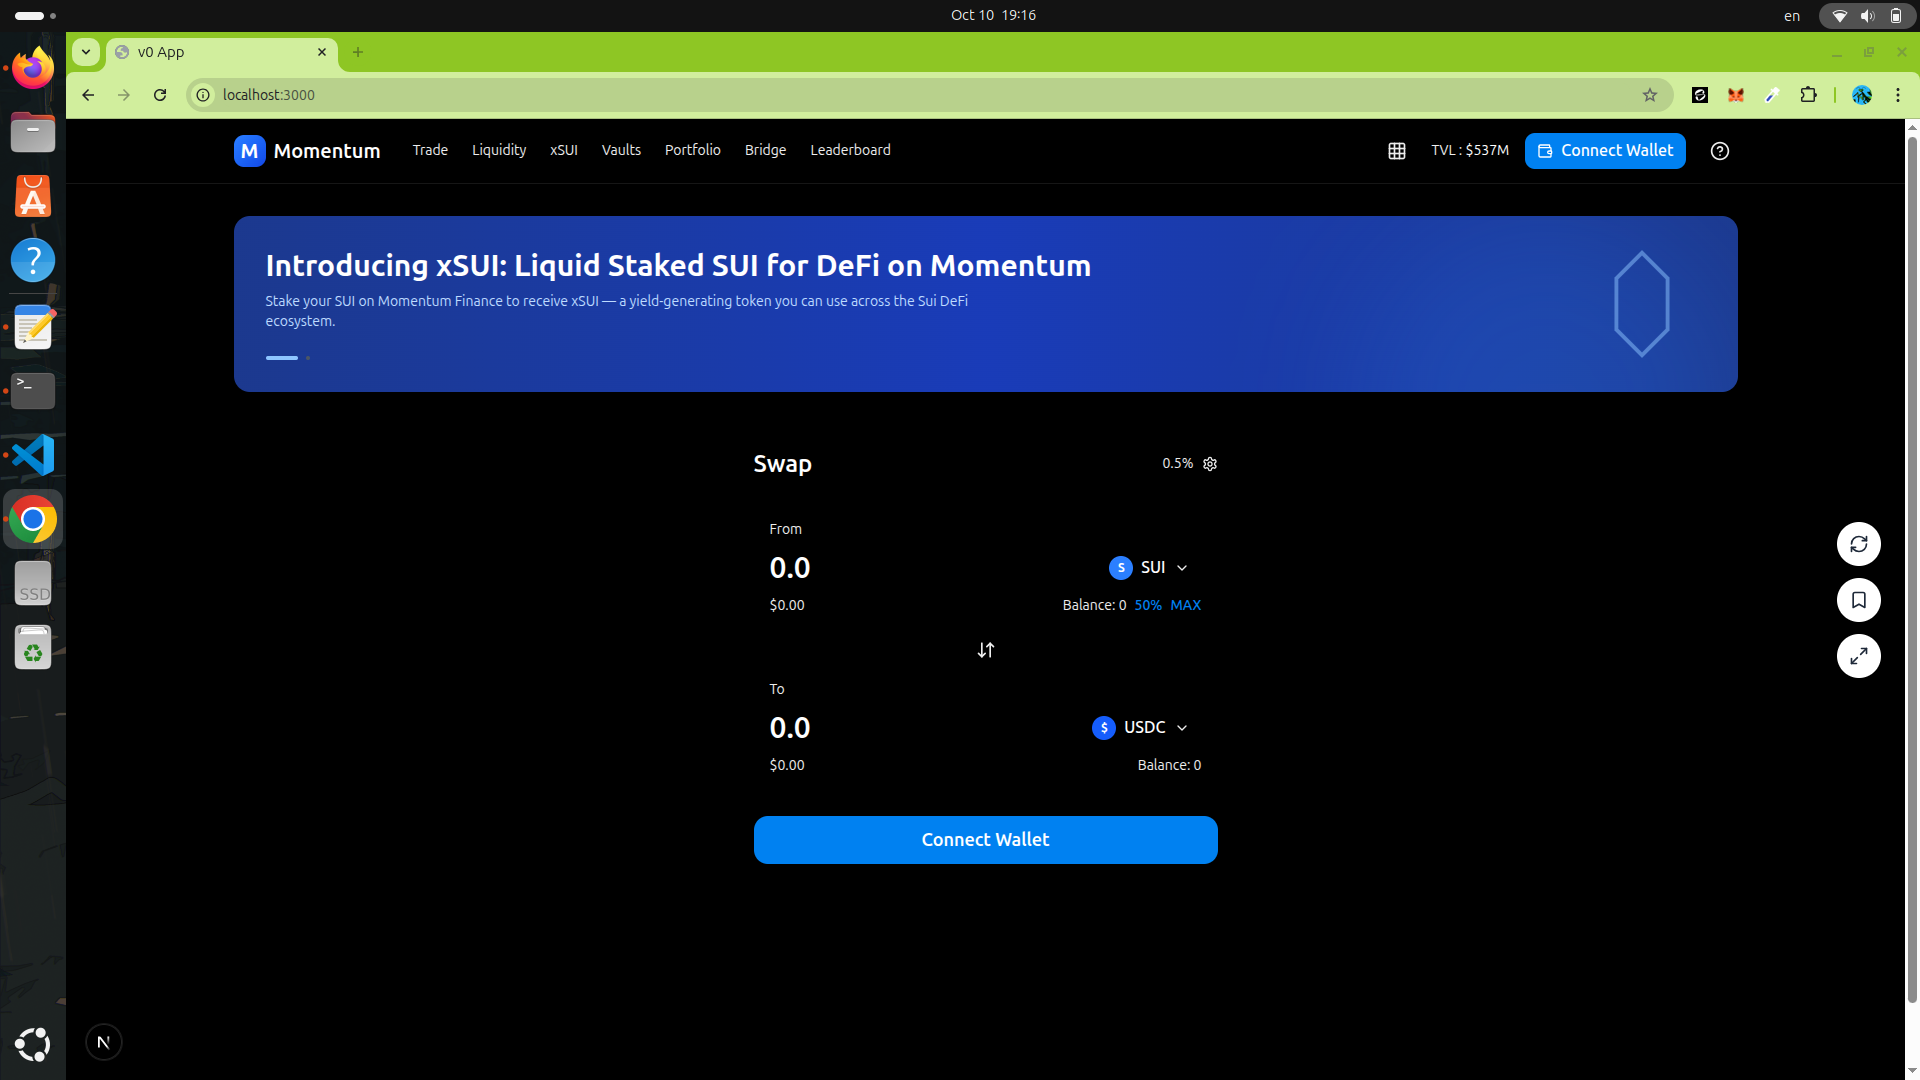 Oct 10 19:16
en
v0 App
localhost:3000
M Momentum
Trade
Liquidity
xSUI
Vaults
Portfolio
Bridge
Leaderboard
TVL : $537M
Connect Wallet
Introducing xSUI: Liquid Staked SUI for DeFi on Momentum
Stake your SUI on Momentum Finance to receive xSUI — a yield-generating token you can use across the Sui DeFi
ecosystem.
Swap
0.5%
From
0.0
S SUI
$0.00
Balance: 0 50% MAX
To
0.0
$ USDC
$0.00
Balance: 0
Connect Wallet
SSD
N